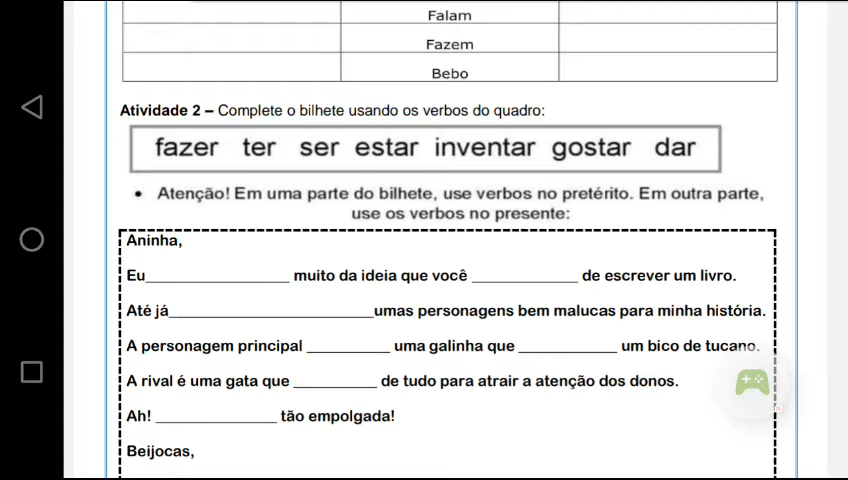 Falam
Fazem
Bebo
Atividade 2 – Complete o bilhete usando os verbos do quadro:
fazer ter ser estar inventar gostar dar
• Atenção! Em uma parte do bilhete, use verbos no pretérito. Em outra parte,
use os verbos no presente:
Aninha,
Eu_________________ muito da ideia que você _____________ de escrever um livro.
Até já________________________umas personagens bem malucas para minha história.
A personagem principal __________ uma galinha que ____________ um bico de tucano.
A rival é uma gata que __________ de tudo para atrair a atenção dos donos.
Ah! _______________ tão empolgada!
Beijocas,